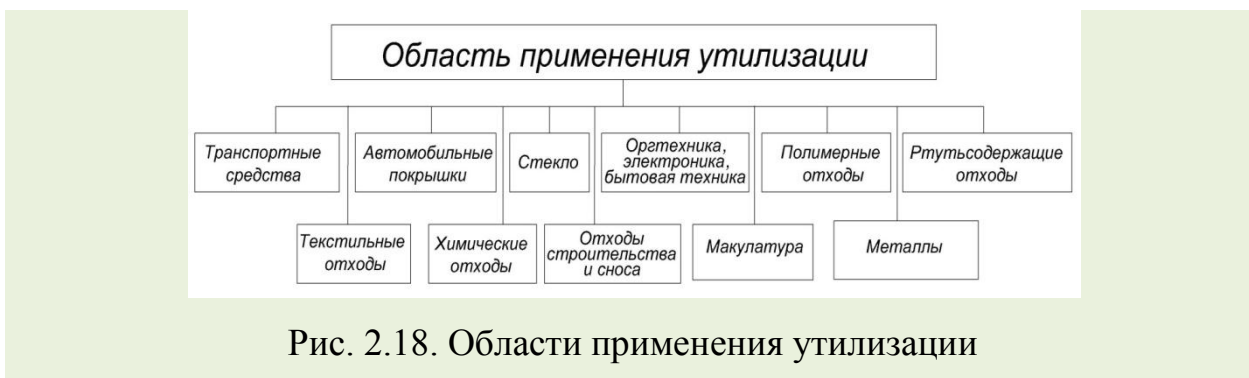 Область применения утилизации
Транспортные
средства
Автомобильные
покрышки
Стекло
Оргтехника,
электроника,
бытовая техника
Полимерные
отходы
Ртутьсодержащие
отходы
Текстильные
отходы
Химические
отходы
Отходы
строительства
и сноса
Макулатура
Металлы
Рис. 2.18. Области применения утилизации